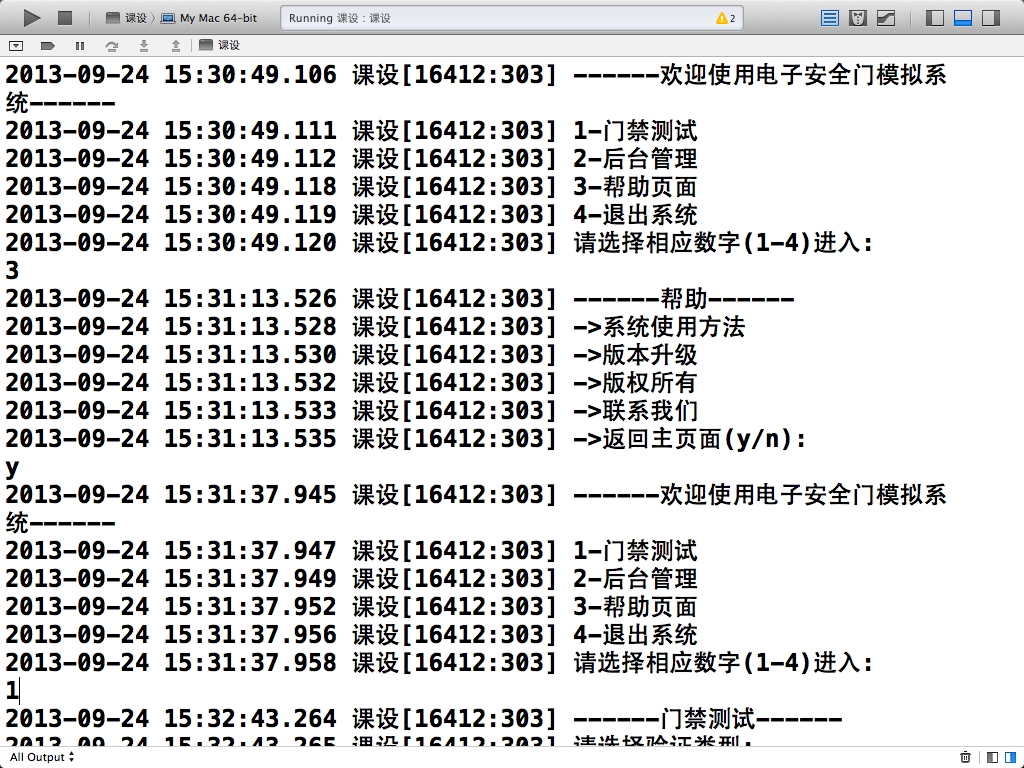 课设 〉 My Mac 64-bit
Running 课设 : 课设
2
课设
2013-09-24 15:30:49.106 课设[16412:303] ------欢迎使用电子安全门模拟系
统------
2013-09-24 15:30:49.111 课设[16412:303] 1-门禁测试
2013-09-24 15:30:49.112 课设[16412:303] 2-后台管理
2013-09-24 15:30:49.118 课设[16412:303] 3-帮助页面
2013-09-24 15:30:49.119 课设[16412:303] 4-退出系统
2013-09-24 15:30:49.120 课设[16412:303] 请选择相应数字(1-4)进入:
3
2013-09-24 15:31:13.526 课设[16412:303] ------帮助------
2013-09-24 15:31:13.528 课设[16412:303] ->系统使用方法
2013-09-24 15:31:13.530 课设[16412:303] ->版本升级
2013-09-24 15:31:13.532 课设[16412:303] ->版权所有
2013-09-24 15:31:13.533 课设[16412:303] ->联系我们
2013-09-24 15:31:13.535 课设[16412:303] ->返回主页面(y/n):
y
2013-09-24 15:31:37.945 课设[16412:303] ------欢迎使用电子安全门模拟系
统------
2013-09-24 15:31:37.947 课设[16412:303] 1-门禁测试
2013-09-24 15:31:37.949 课设[16412:303] 2-后台管理
2013-09-24 15:31:37.952 课设[16412:303] 3-帮助页面
2013-09-24 15:31:37.956 课设[16412:303] 4-退出系统
2013-09-24 15:31:37.958 课设[16412:303] 请选择相应数字(1-4)进入:
1
2013-09-24 15:32:43.264 课设[16412:303] ------门禁测试------
2013-09-24 15:32:43.265 课设[16412:303] 请选择验证类型:
All Output